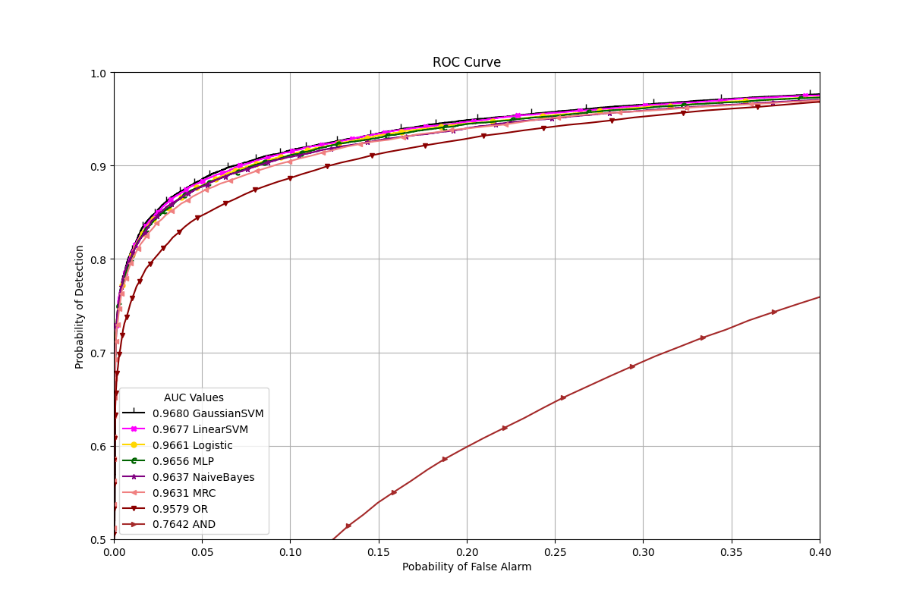 ROC Curve
1.0
0.9
0.8
0.7
0.6
0.5
Probability of Detection
AUC Values
0.9680 GaussianSVM
0.9677 LinearSVM
0.9661 Logistic
0.9656 MLP
0.9637 NaiveBayes
0.9631 MRC
0.9579 OR
0.7642 AND
0.00 0.05 0.10 0.15 0.20 0.25 0.30 0.35 0.40
Pobability of False Alarm